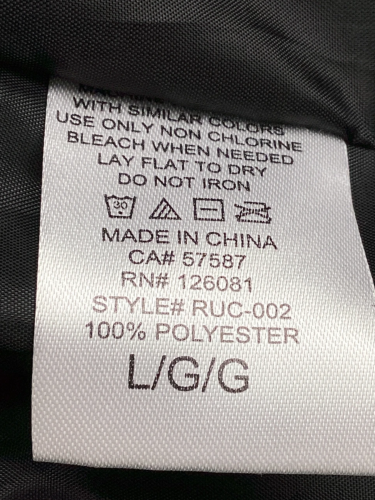 WITH SIMILAR COLORS
USE ONLY NON CHLORINE
BLEACH WHEN NEEDED
LAY FLAT TO DRY
DO NOT IRON
30
MADE IN CHINA
CA# 57587
RN# 126081
STYLE# RUC-002
100% POLYESTER
L/G/G